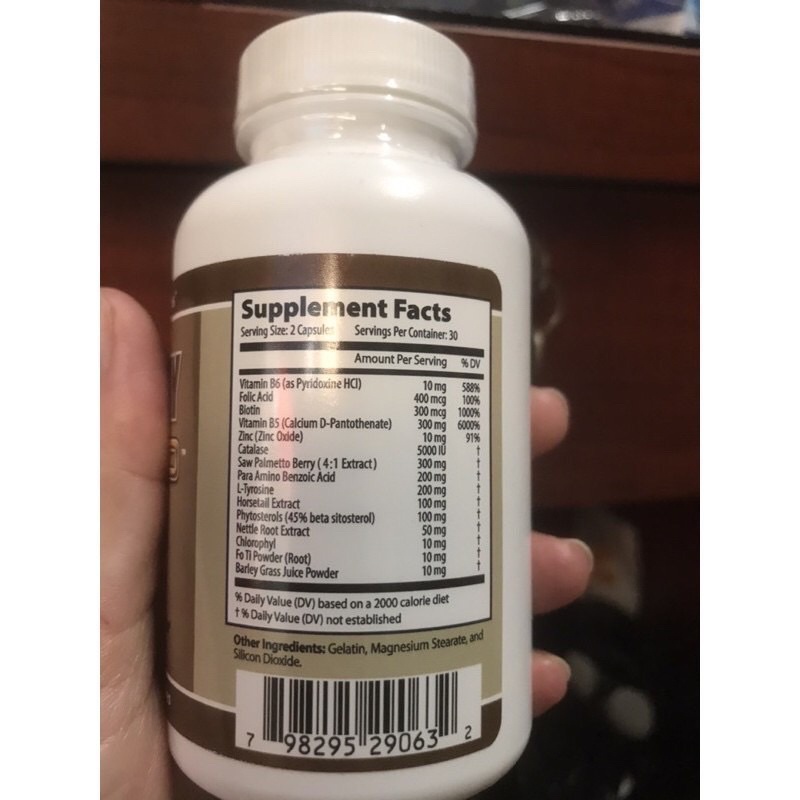 Supplement Facts
Serving Size: 2 Capsules Servings Per Container: 30
Amount Per Serving % DV
Vitamin B6 (as Pyridoxine HCl) 10 mg 588%
Folic Acid 400 mcg 100%
Biotin 300 mcg 1000%
Vitamin B5 (Calcium D-Pantothenate) 300 mg 6000%
Zinc (Zinc Oxide) 10 mg 91%
Catalase 5000 IU †
Saw Palmetto Berry ( 4:1 Extract) 300 mg †
Para Amino Benzoic Acid 200 mg †
L-Tyrosine 200 mg †
Horsetail Extract 100 mg †
Phytosterols (45% beta sitosterol) 100 mg †
Nettle Root Extract 50 mg †
Chlorophyl 10 mg †
Fo Ti Powder (Root) 10 mg †
Barley Grass Juice Powder 10 mg †
% Daily Value (DV) based on a 2000 calorie diet
† % Daily Value (DV) not established
Other Ingredients: Gelatin, Magnesium Stearate, and
Silicon Dioxide.
7 98295 29063 2